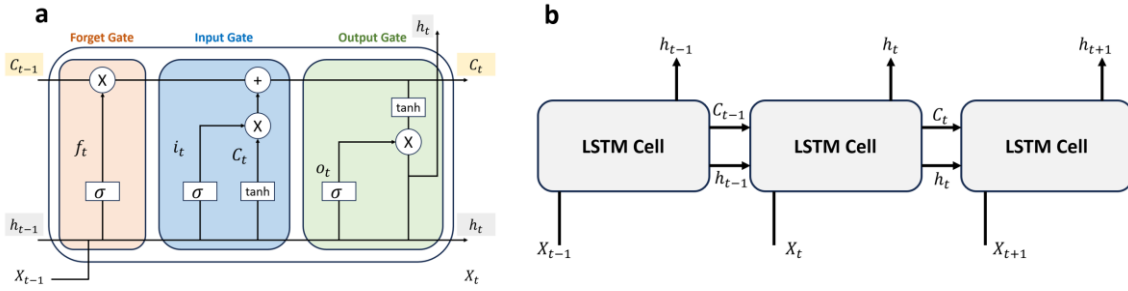 a
h_t
Forget Gate Input Gate Output Gate
C_{t-1} X + C_t
tanh
X X
f_t i_t C_t o_t
σ σ tanh σ
h_{t-1} h_t
X_{t-1} X_t
b
h_{t-1} h_t h_{t+1}
C_{t-1} C_t
LSTM Cell LSTM Cell LSTM Cell
h_{t-1} h_t
X_{t-1} X_t X_{t+1}